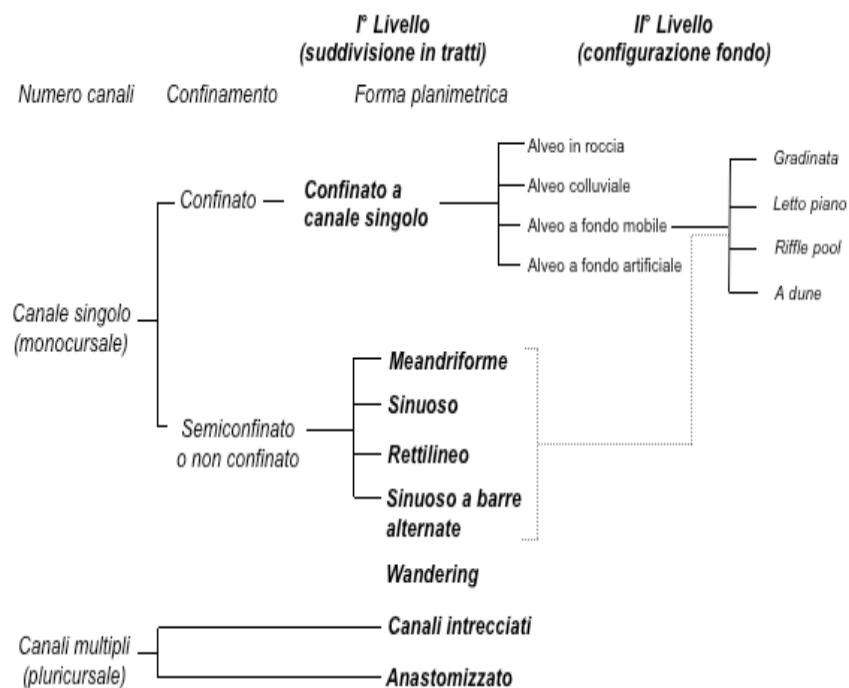 I° Livello
(suddivisione in tratti)
II° Livello
(configurazione fondo)
Numero canali
Confinamento
Forma planimetrica
Canale singolo
(monocursale)
Confinato
Confinato a
canale singolo
Alveo in roccia
Alveo colluviale
Alveo a fondo mobile
Alveo a fondo artificiale
Gradinata
Letto piano
Riffle pool
A dune
Semiconfinato
o non confinato
Meandriforme
Sinuoso
Rettilineo
Sinuoso a barre
alternate
Wandering
Canali multipli
(pluricursale)
Canali intrecciati
Anastomizzato